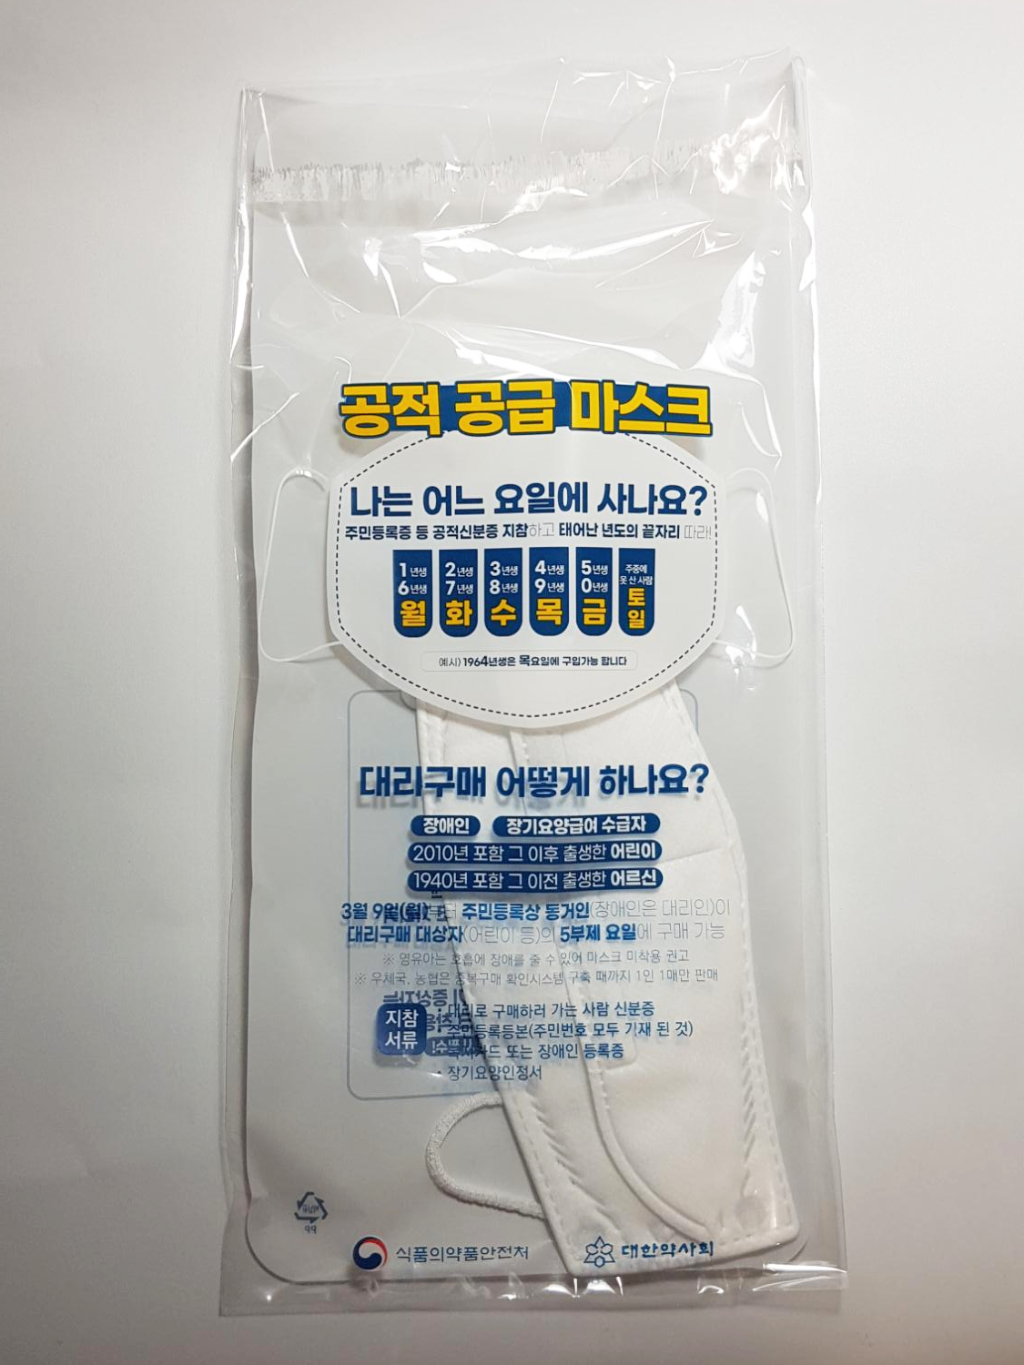 공적 공급 마스크
나는 어느 요일에 사나요?
주민등록증 등 공적신분증 지참하고 태어난 년도의 끝자리 따라!
1년생 2년생 3년생 4년생 5년생 주중에
6년생 7년생 8년생 9년생 0년생 못 산 사람
월 화 수 목 금 토
일
예시) 1964년생은 목요일에 구입가능 합니다
대리구매 어떻게 하나요?
장애인 장기요양급여 수급자
2010년 포함 그 이후 출생한 어린이
1940년 포함 그 이전 출생한 어르신
3월 9일(월)부터 주민등록상 동거인(장애인은 대리인)이
대리구매 대상자(어린이 등)의 5부제 요일에 구매 가능
※ 영유아는 호흡에 장애를 줄 수 있어 마스크 미착용 권고
※ 우체국, 농협은 중복구매 확인시스템 구축 때까지 1인 1매만 판매
지참
서류
· 대리로 구매하러 가는 사람 신분증
· 주민등록등본(주민번호 모두 기재 된 것)
· 복지카드 또는 장애인 등록증
· 장기요양인정서
식품의약품안전처 대한약사회